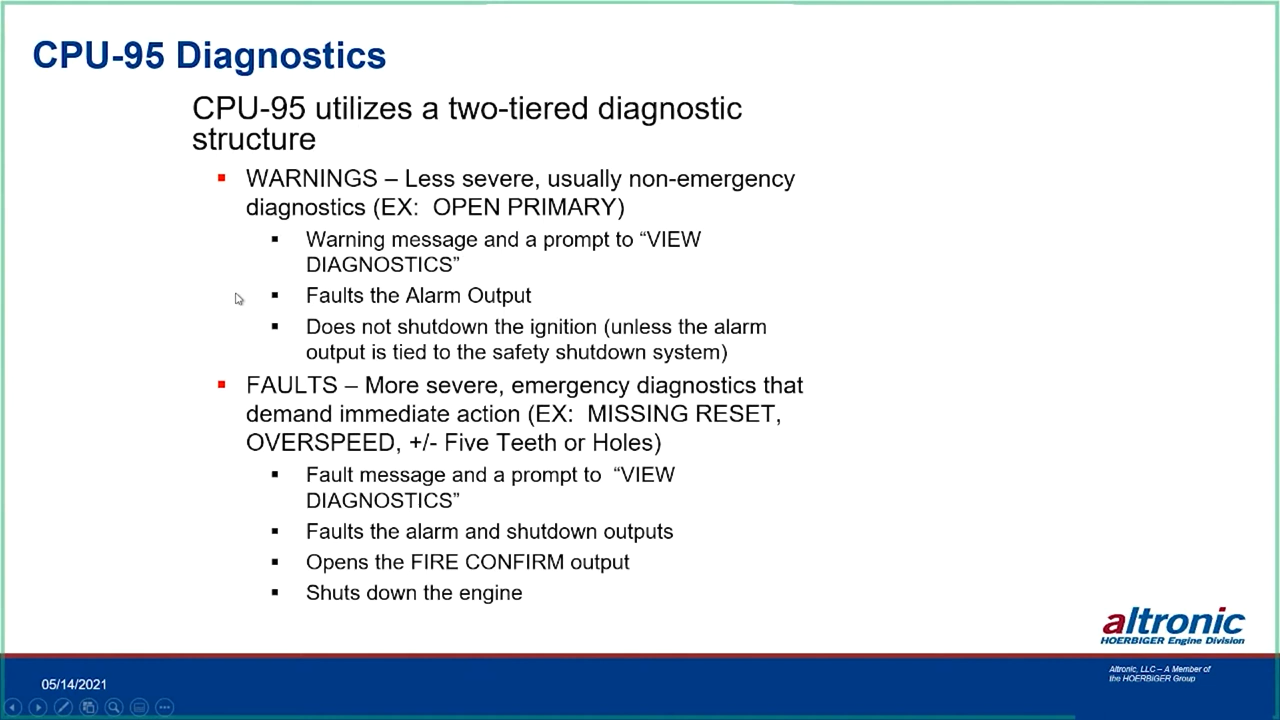 CPU-95 Diagnostics
CPU-95 utilizes a two-tiered diagnostic
structure
WARNINGS – Less severe, usually non-emergency
diagnostics (EX:  OPEN PRIMARY)
Warning message and a prompt to “VIEW
DIAGNOSTICS”
Faults the Alarm Output
Does not shutdown the ignition (unless the alarm
output is tied to the safety shutdown system)
FAULTS – More severe, emergency diagnostics that
demand immediate action (EX:  MISSING RESET,
OVERSPEED, +/- Five Teeth or Holes)
Fault message and a prompt to  “VIEW
DIAGNOSTICS”
Faults the alarm and shutdown outputs
Opens the FIRE CONFIRM output
Shuts down the engine
altronic
HOERBIGER Engine Division
Altronic, LLC – A Member of
the HOERBIGER Group
05/14/2021